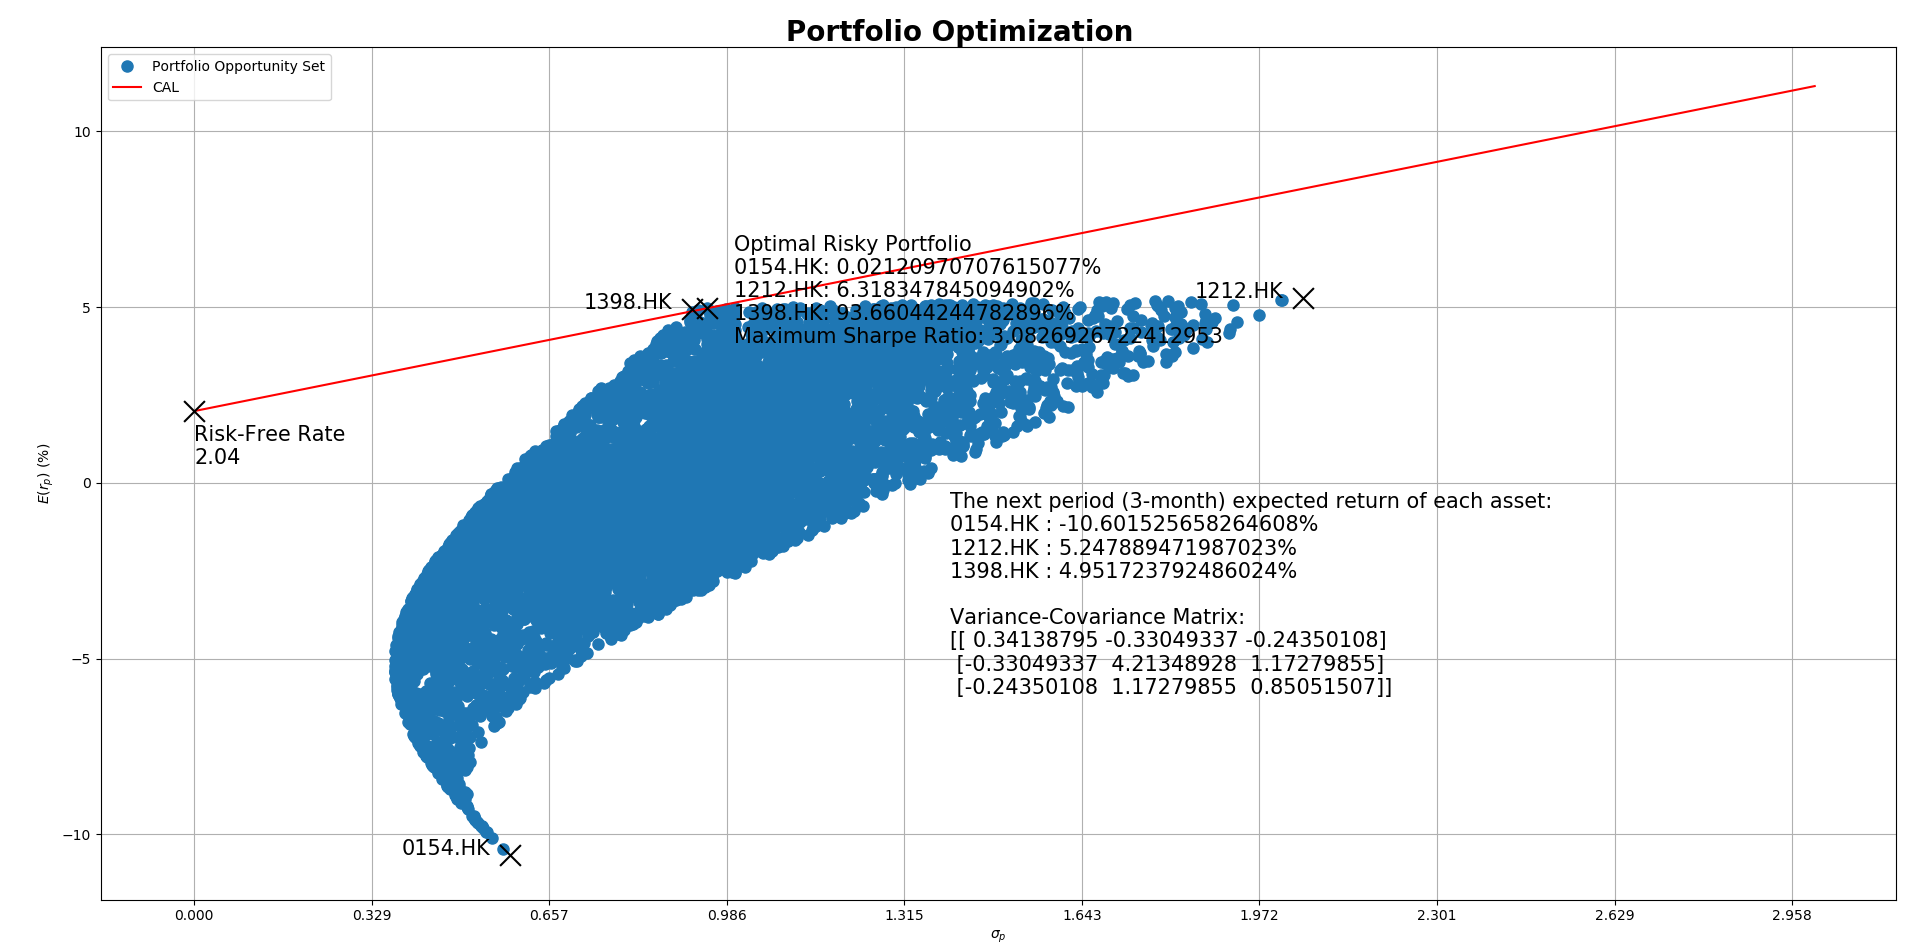 Portfolio Optimization
Portfolio Opportunity Set
CAL
10
5
0
−5
−10
E(r_p) (%)
Optimal Risky Portfolio
0154.HK: 0.02120970707615077%
1212.HK: 6.318347845094902%
1398.HK: 93.66044244782896%
Maximum Sharpe Ratio: 3.0826926722412953
1398.HK
1212.HK
Risk-Free Rate
2.04
The next period (3-month) expected return of each asset:
0154.HK : -10.601525658264608%
1212.HK : 5.247889471987023%
1398.HK : 4.951723792486024%
Variance-Covariance Matrix:
[[ 0.34138795 -0.33049337 -0.24350108]
[-0.33049337 4.21348928 1.17279855]
[-0.24350108 1.17279855 0.85051507]]
0154.HK
0.000 0.329 0.657 0.986 1.315 1.643 1.972 2.301 2.629 2.958
σ_p